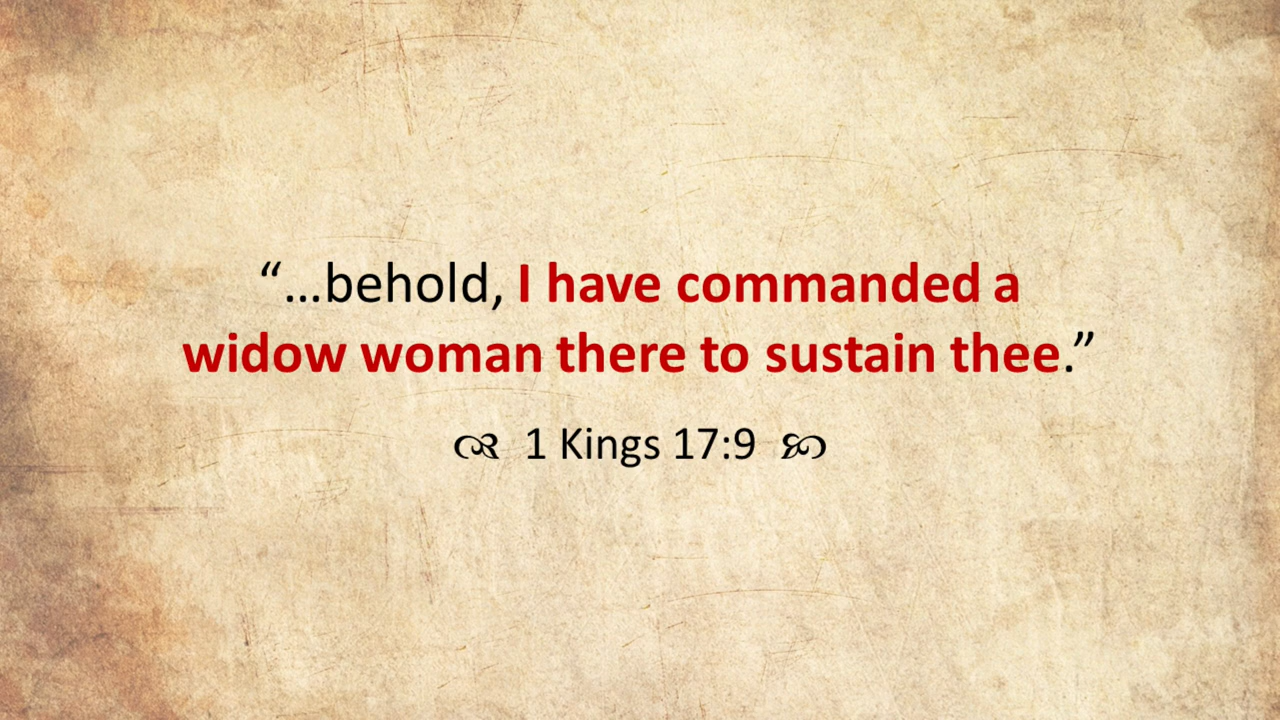 “…behold, I have commanded a
widow woman there to sustain thee.”
1 Kings 17:9